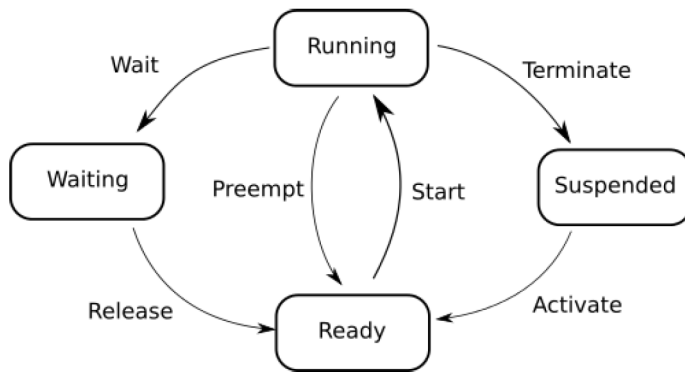 Running
Wait
Terminate
Waiting
Preempt
Start
Suspended
Release
Ready
Activate